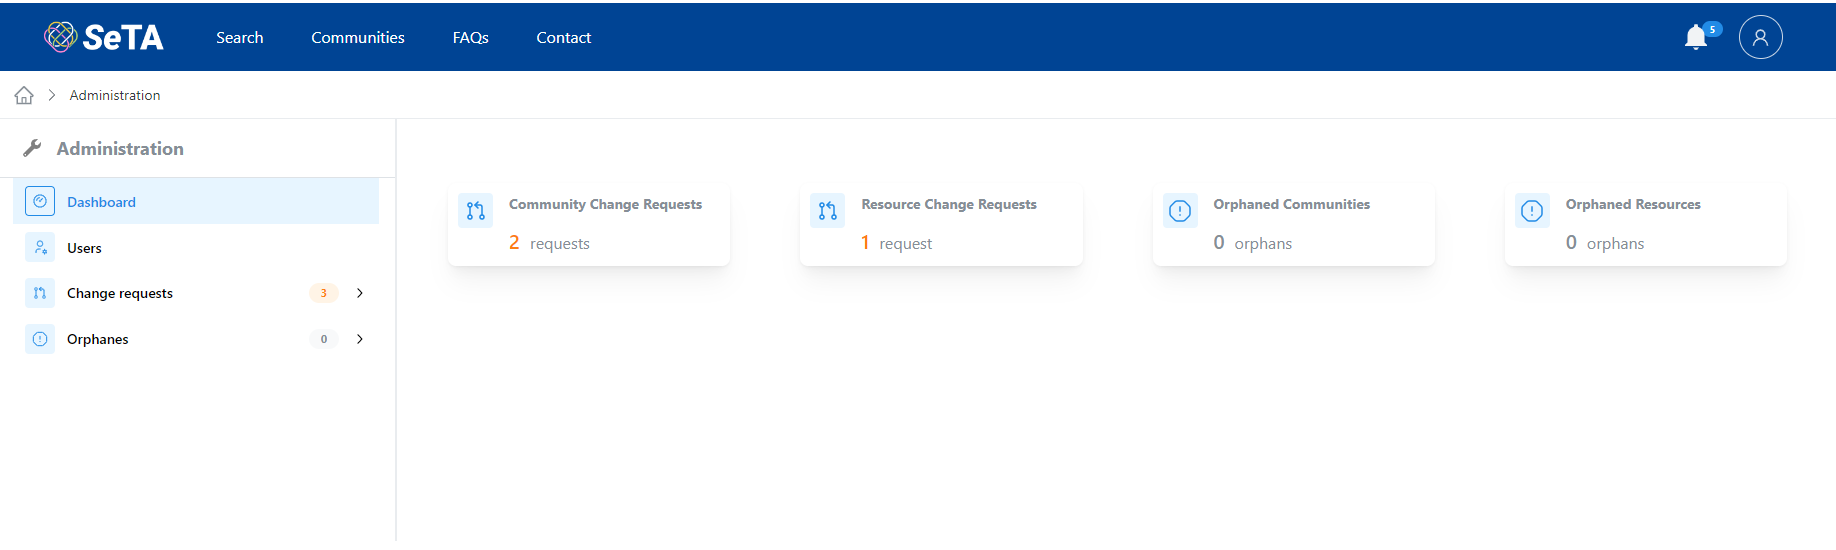 SeTA Search Communities FAQs Contact 5
Administration
Administration
Dashboard
Users
Change requests 3
Orphanes 0
Community Change Requests
2 requests
Resource Change Requests
1 request
Orphaned Communities
0 orphans
Orphaned Resources
0 orphans